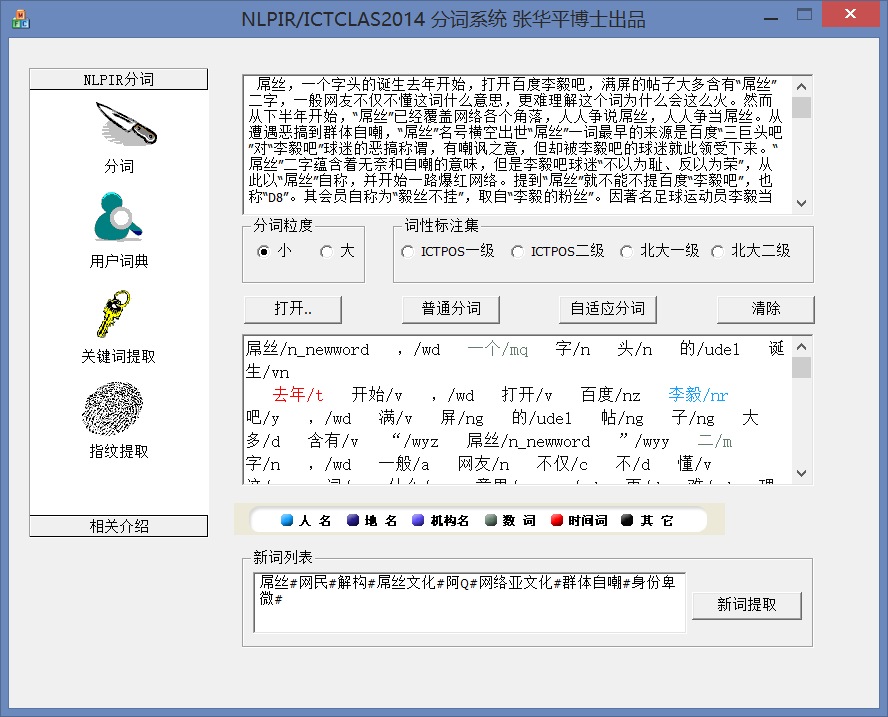 NLPIR/ICTCLAS2014 分词系统 张华平博士出品
NLPIR分词
分词
用户词典
关键词提取
指纹提取
相关介绍
屌丝，一个字头的诞生去年开始，打开百度李毅吧，满屏的帖子大多含有“屌丝”
二字，一般网友不仅不懂这词什么意思，更难理解这个词为什么会这么火。然而
从下半年开始，“屌丝”已经覆盖网络各个角落，人人争说屌丝，人人争当屌丝。从
遭遇恶搞到群体自嘲，“屌丝”名号横空出世“屌丝”一词最早的来源是百度“三巨头吧
”对“李毅吧”球迷的恶搞称谓，有嘲讽之意，但却被李毅吧的球迷就此领受下来。“
屌丝”二字蕴含着无奈和自嘲的意味，但是李毅吧球迷“不以为耻、反以为荣”，从
此以“屌丝”自称，并开始一路爆红网络。提到“屌丝”就不能不提百度“李毅吧”，也
称“D8”。其会员自称为“毅丝不挂”，取自“李毅的粉丝”。因著名足球运动员李毅当
分词粒度
小 大
词性标注集
ICTPOS一级 ICTPOS二级 北大一级 北大二级
打开.. 普通分词 自适应分词 清除
屌丝/n_newword ，/wd 一个/mq 字/n 头/n 的/ude1 诞
生/vn
去年/t 开始/v ，/wd 打开/v 百度/nz 李毅/nr
吧/y ，/wd 满/v 屏/ng 的/ude1 帖/ng 子/ng 大
多/d 含有/v “/wyz 屌丝/n_newword ”/wyy 二/m
字/n ，/wd 一般/a 网友/n 不仅/c 不/d 懂/v
人 名 地 名 机构名 数 词 时间词 其 它
新词列表
屌丝#网民#解构#屌丝文化#阿Q#网络亚文化#群体自嘲#身份卑
微#
新词提取